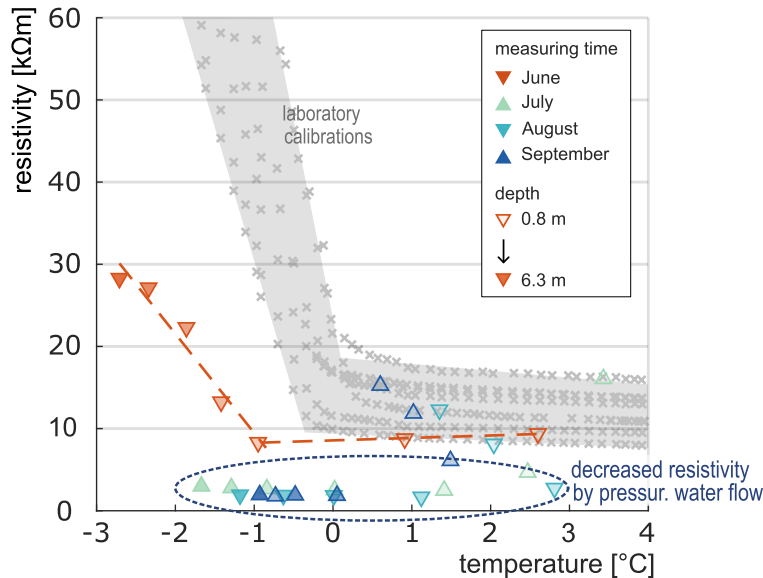 60
50
40
30
20
10
0
resistivity [kΩm]
laboratory
calibrations
measuring time
June
July
August
September
depth
0.8 m
6.3 m
decreased resistivity
by pressur. water flow
-3
-2
-1
0
1
2
3
4
temperature [°C]